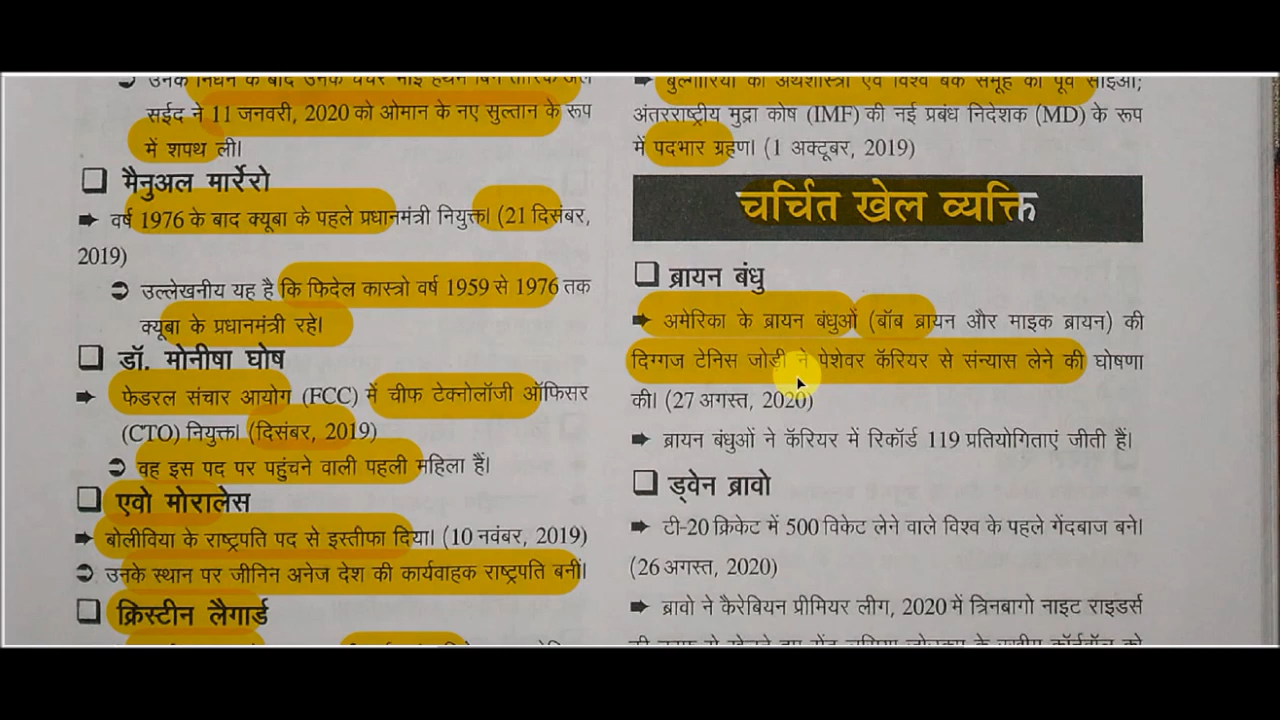 सईद ने 11 जनवरी, 2020 को ओमान के नए सुल्तान के रूप
में शपथ ली।
❑ मैनुअल मार्रेरो
➨ वर्ष 1976 के बाद क्यूबा के पहले प्रधानमंत्री नियुक्त। (21 दिसंबर,
2019)
➲ उल्लेखनीय यह है कि फिदेल कास्त्रो वर्ष 1959 से 1976 तक
क्यूबा के प्रधानमंत्री रहे।
❑ डॉ. मोनीषा घोष
➨ फेडरल संचार आयोग (FCC) में चीफ टेक्नोलॉजी ऑफिसर
(CTO) नियुक्त। (दिसंबर, 2019)
➲ वह इस पद पर पहुंचने वाली पहली महिला हैं।
❑ एवो मोरालेस
➨ बोलीविया के राष्ट्रपति पद से इस्तीफा दिया। (10 नवंबर, 2019)
➲ उनके स्थान पर जीनिन अनेज देश की कार्यवाहक राष्ट्रपति बनीं।
❑ क्रिस्टीन लैगार्ड
➨ बुल्गारिया की अर्थशास्त्री एवं विश्व बैंक समूह की पूर्व सीईओ;
अंतरराष्ट्रीय मुद्रा कोष (IMF) की नई प्रबंध निदेशक (MD) के रूप
में पदभार ग्रहण। (1 अक्टूबर, 2019)
चर्चित खेल व्यक्ति
❑ ब्रायन बंधु
➨ अमेरिका के ब्रायन बंधुओं (बॉब ब्रायन और माइक ब्रायन) की
दिग्गज टेनिस जोड़ी ने पेशेवर कॅरियर से संन्यास लेने की घोषणा
की। (27 अगस्त, 2020)
➨ ब्रायन बंधुओं ने कॅरियर में रिकॉर्ड 119 प्रतियोगिताएं जीती हैं।
❑ ड्वेन ब्रावो
➨ टी-20 क्रिकेट में 500 विकेट लेने वाले विश्व के पहले गेंदबाज बने।
(26 अगस्त, 2020)
➨ ब्रावो ने कैरेबियन प्रीमियर लीग, 2020 में त्रिनबागो नाइट राइडर्स